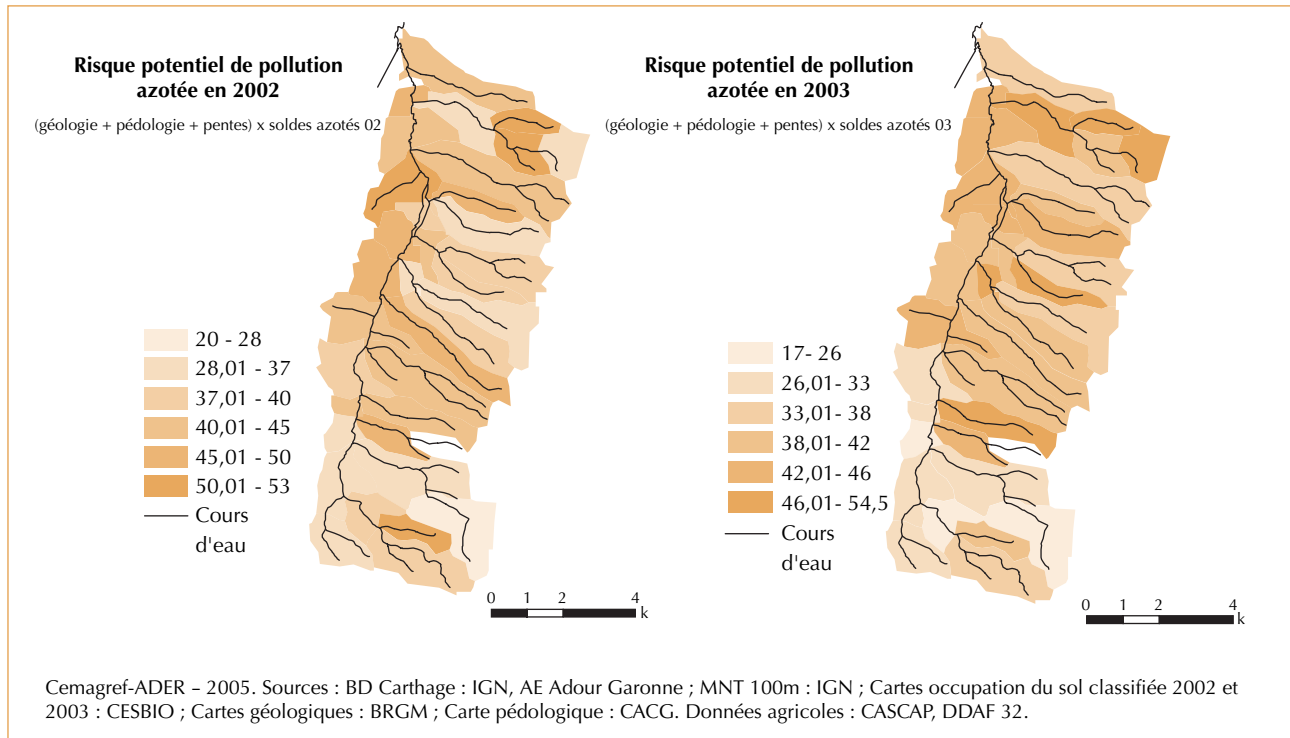 Risque potentiel de pollution
azotée en 2002
(géologie + pédologie + pentes) x soldes azotés 02
20 - 28
28,01 - 37
37,01 - 40
40,01 - 45
45,01 - 50
50,01 - 53
Cours
d'eau
0 1 2 4
k
Risque potentiel de pollution
azotée en 2003
(géologie + pédologie + pentes) x soldes azotés 03
17- 26
26,01- 33
33,01- 38
38,01- 42
42,01- 46
46,01- 54,5
Cours
d'eau
0 1 2 4
k
Cemagref-ADER – 2005. Sources : BD Carthage : IGN, AE Adour Garonne ; MNT 100m : IGN ; Cartes occupation du sol classifiée 2002 et
2003 : CESBIO ; Cartes géologiques : BRGM ; Carte pédologique : CACG. Données agricoles : CASCAP, DDAF 32.